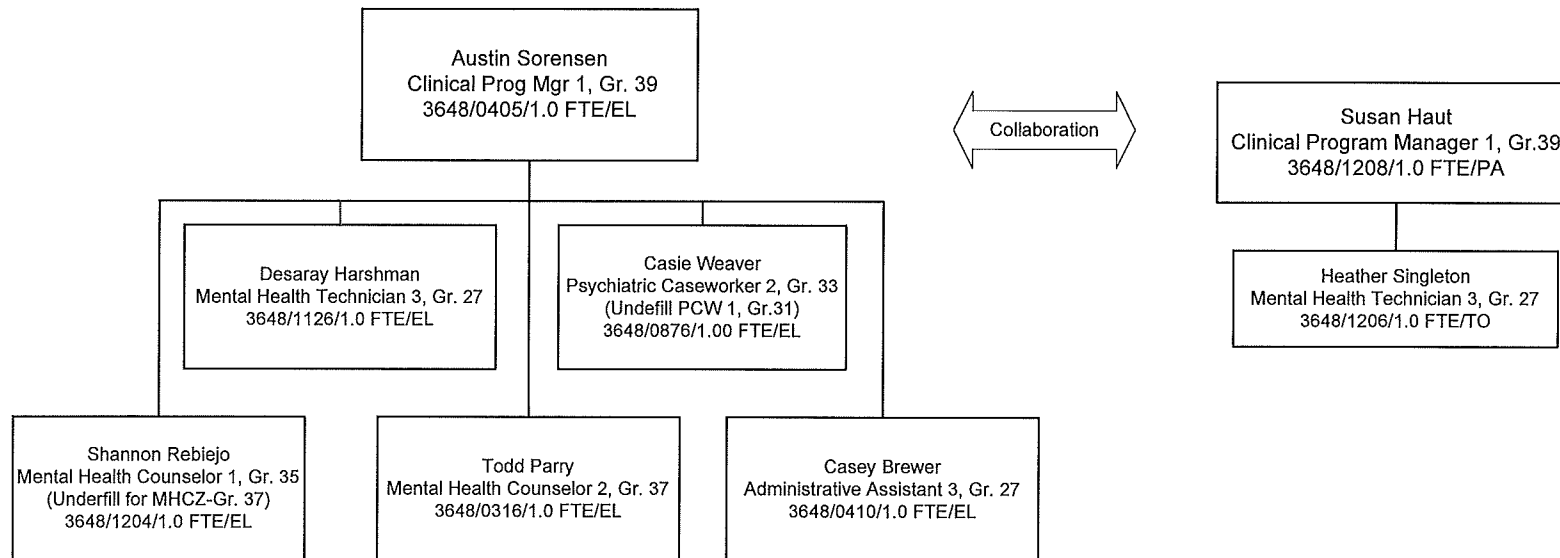 Austin Sorensen
Clinical Prog Mgr 1, Gr. 39
3648/0405/1.0 FTE/EL
Collaboration
Susan Haut
Clinical Program Manager 1, Gr.39
3648/1208/1.0 FTE/PA
Desaray Harshman
Mental Health Technician 3, Gr. 27
3648/1126/1.0 FTE/EL
Casie Weaver
Psychiatric Caseworker 2, Gr. 33
(Undefill PCW 1, Gr.31)
3648/0876/1.00 FTE/EL
Heather Singleton
Mental Health Technician 3, Gr. 27
3648/1206/1.0 FTE/TO
Shannon Rebiejo
Mental Health Counselor 1, Gr. 35
(Underfill for MHCZ-Gr. 37)
3648/1204/1.0 FTE/EL
Todd Parry
Mental Health Counselor 2, Gr. 37
3648/0316/1.0 FTE/EL
Casey Brewer
Administrative Assistant 3, Gr. 27
3648/0410/1.0 FTE/EL